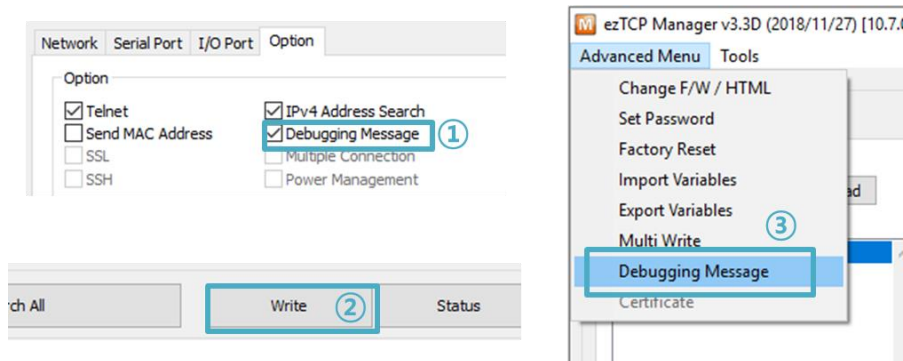 Network Serial Port I/O Port Option
Option
Telnet IPv4 Address Search
Send MAC Address Debugging Message ①
SSL Multiple Connection
SSH Power Management
rch All Write ② Status
ezTCP Manager v3.3D (2018/11/27) [10.7.0
Advanced Menu Tools
Change F/W / HTML
Set Password
Factory Reset
Import Variables
ad
Export Variables
③
Multi Write
Debugging Message
Certificate